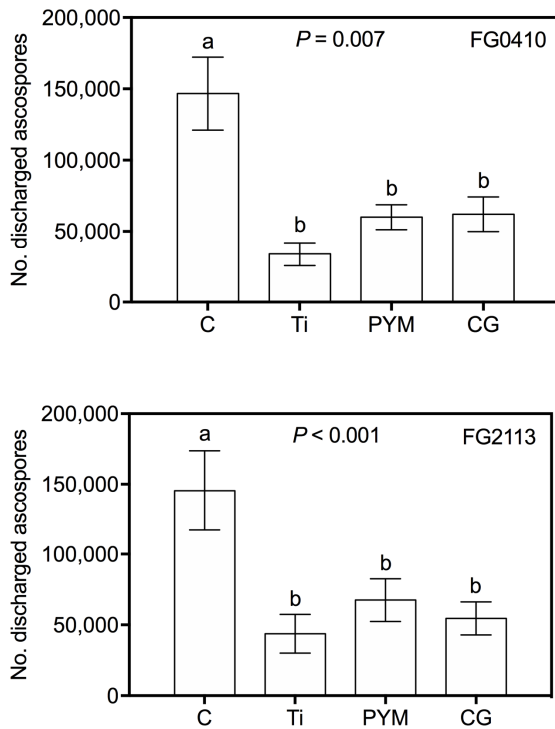 No. discharged ascospores
200,000
150,000
100,000
50,000
0
P = 0.007
FG0410
a
b
b
b
C Ti PYM CG
No. discharged ascospores
200,000
150,000
100,000
50,000
0
P < 0.001
FG2113
a
b
b
b
C Ti PYM CG